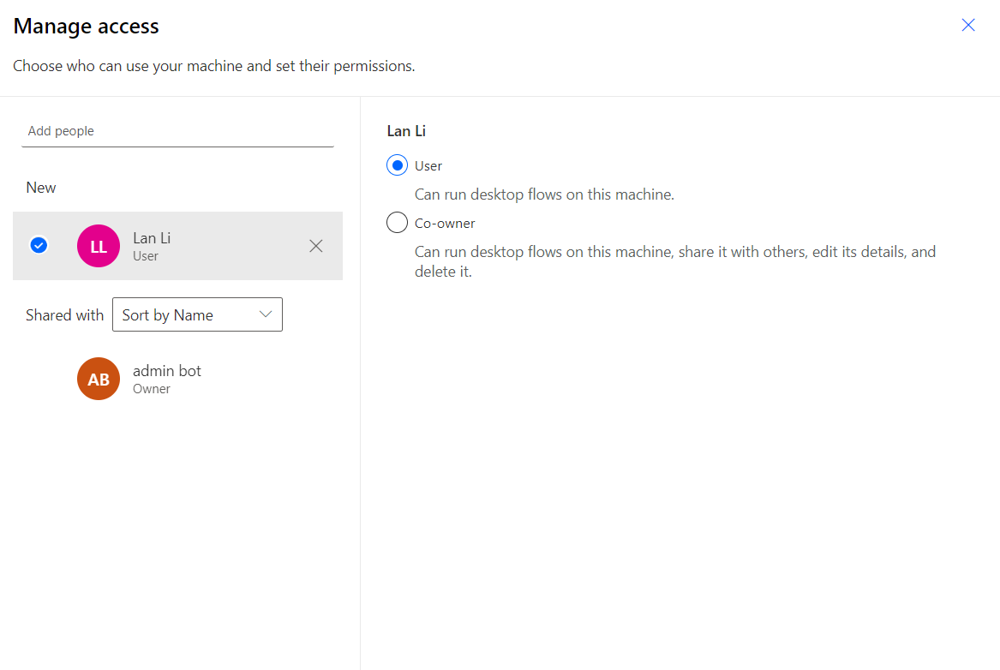 Manage access
Choose who can use your machine and set their permissions.
Add people
New
LL
Lan Li
User
Shared with
Sort by Name
AB
admin bot
Owner
Lan Li
User
Can run desktop flows on this machine.
Co-owner
Can run desktop flows on this machine, share it with others, edit its details, and
delete it.